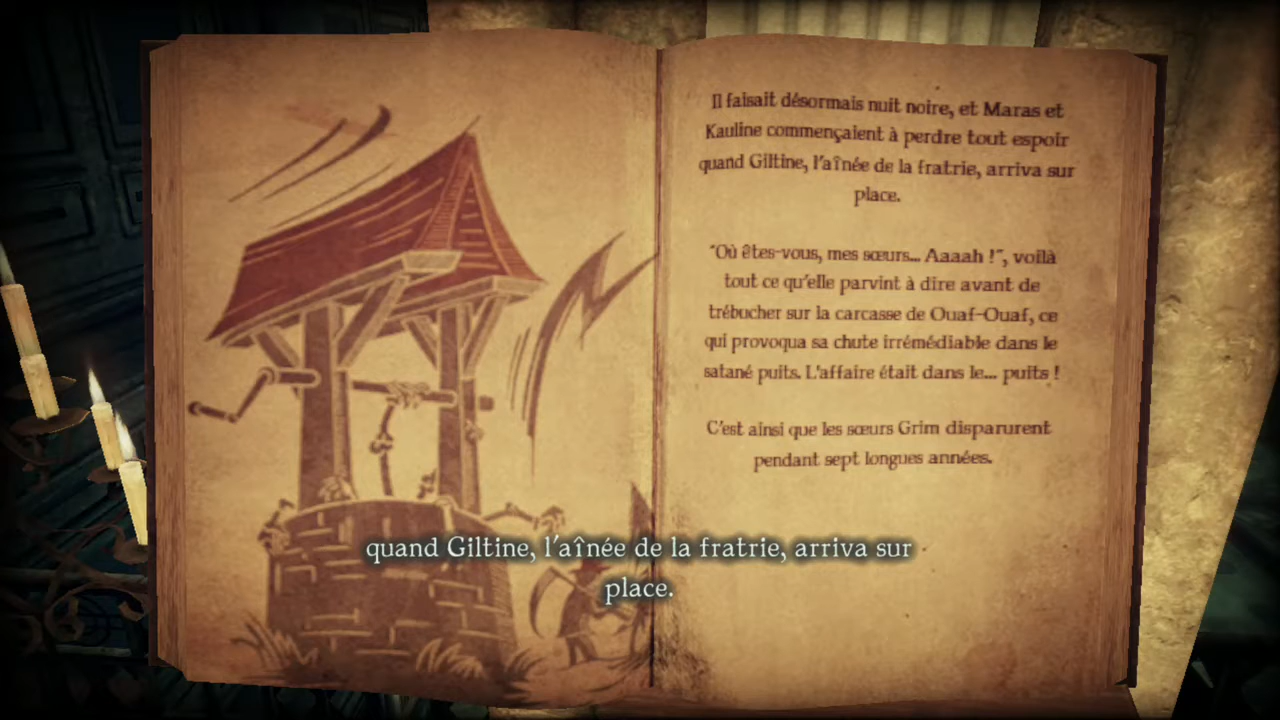 Il faisait désormais nuit noire, et Maras et
Kauline commençaient à perdre tout espoir
quand Giltine, l'aînée de la fratrie, arriva sur
place.
"Où êtes-vous, mes sœurs... Aaaah !", voilà
tout ce qu'elle parvint à dire avant de
trébucher sur la carcasse de Ouaf-Ouaf, ce
qui provoqua sa chute irrémédiable dans le
satané puits. L'affaire était dans le... puits !
C'est ainsi que les sœurs Grim disparurent
pendant sept longues années.
quand Giltine, l'aînée de la fratrie, arriva sur
place.